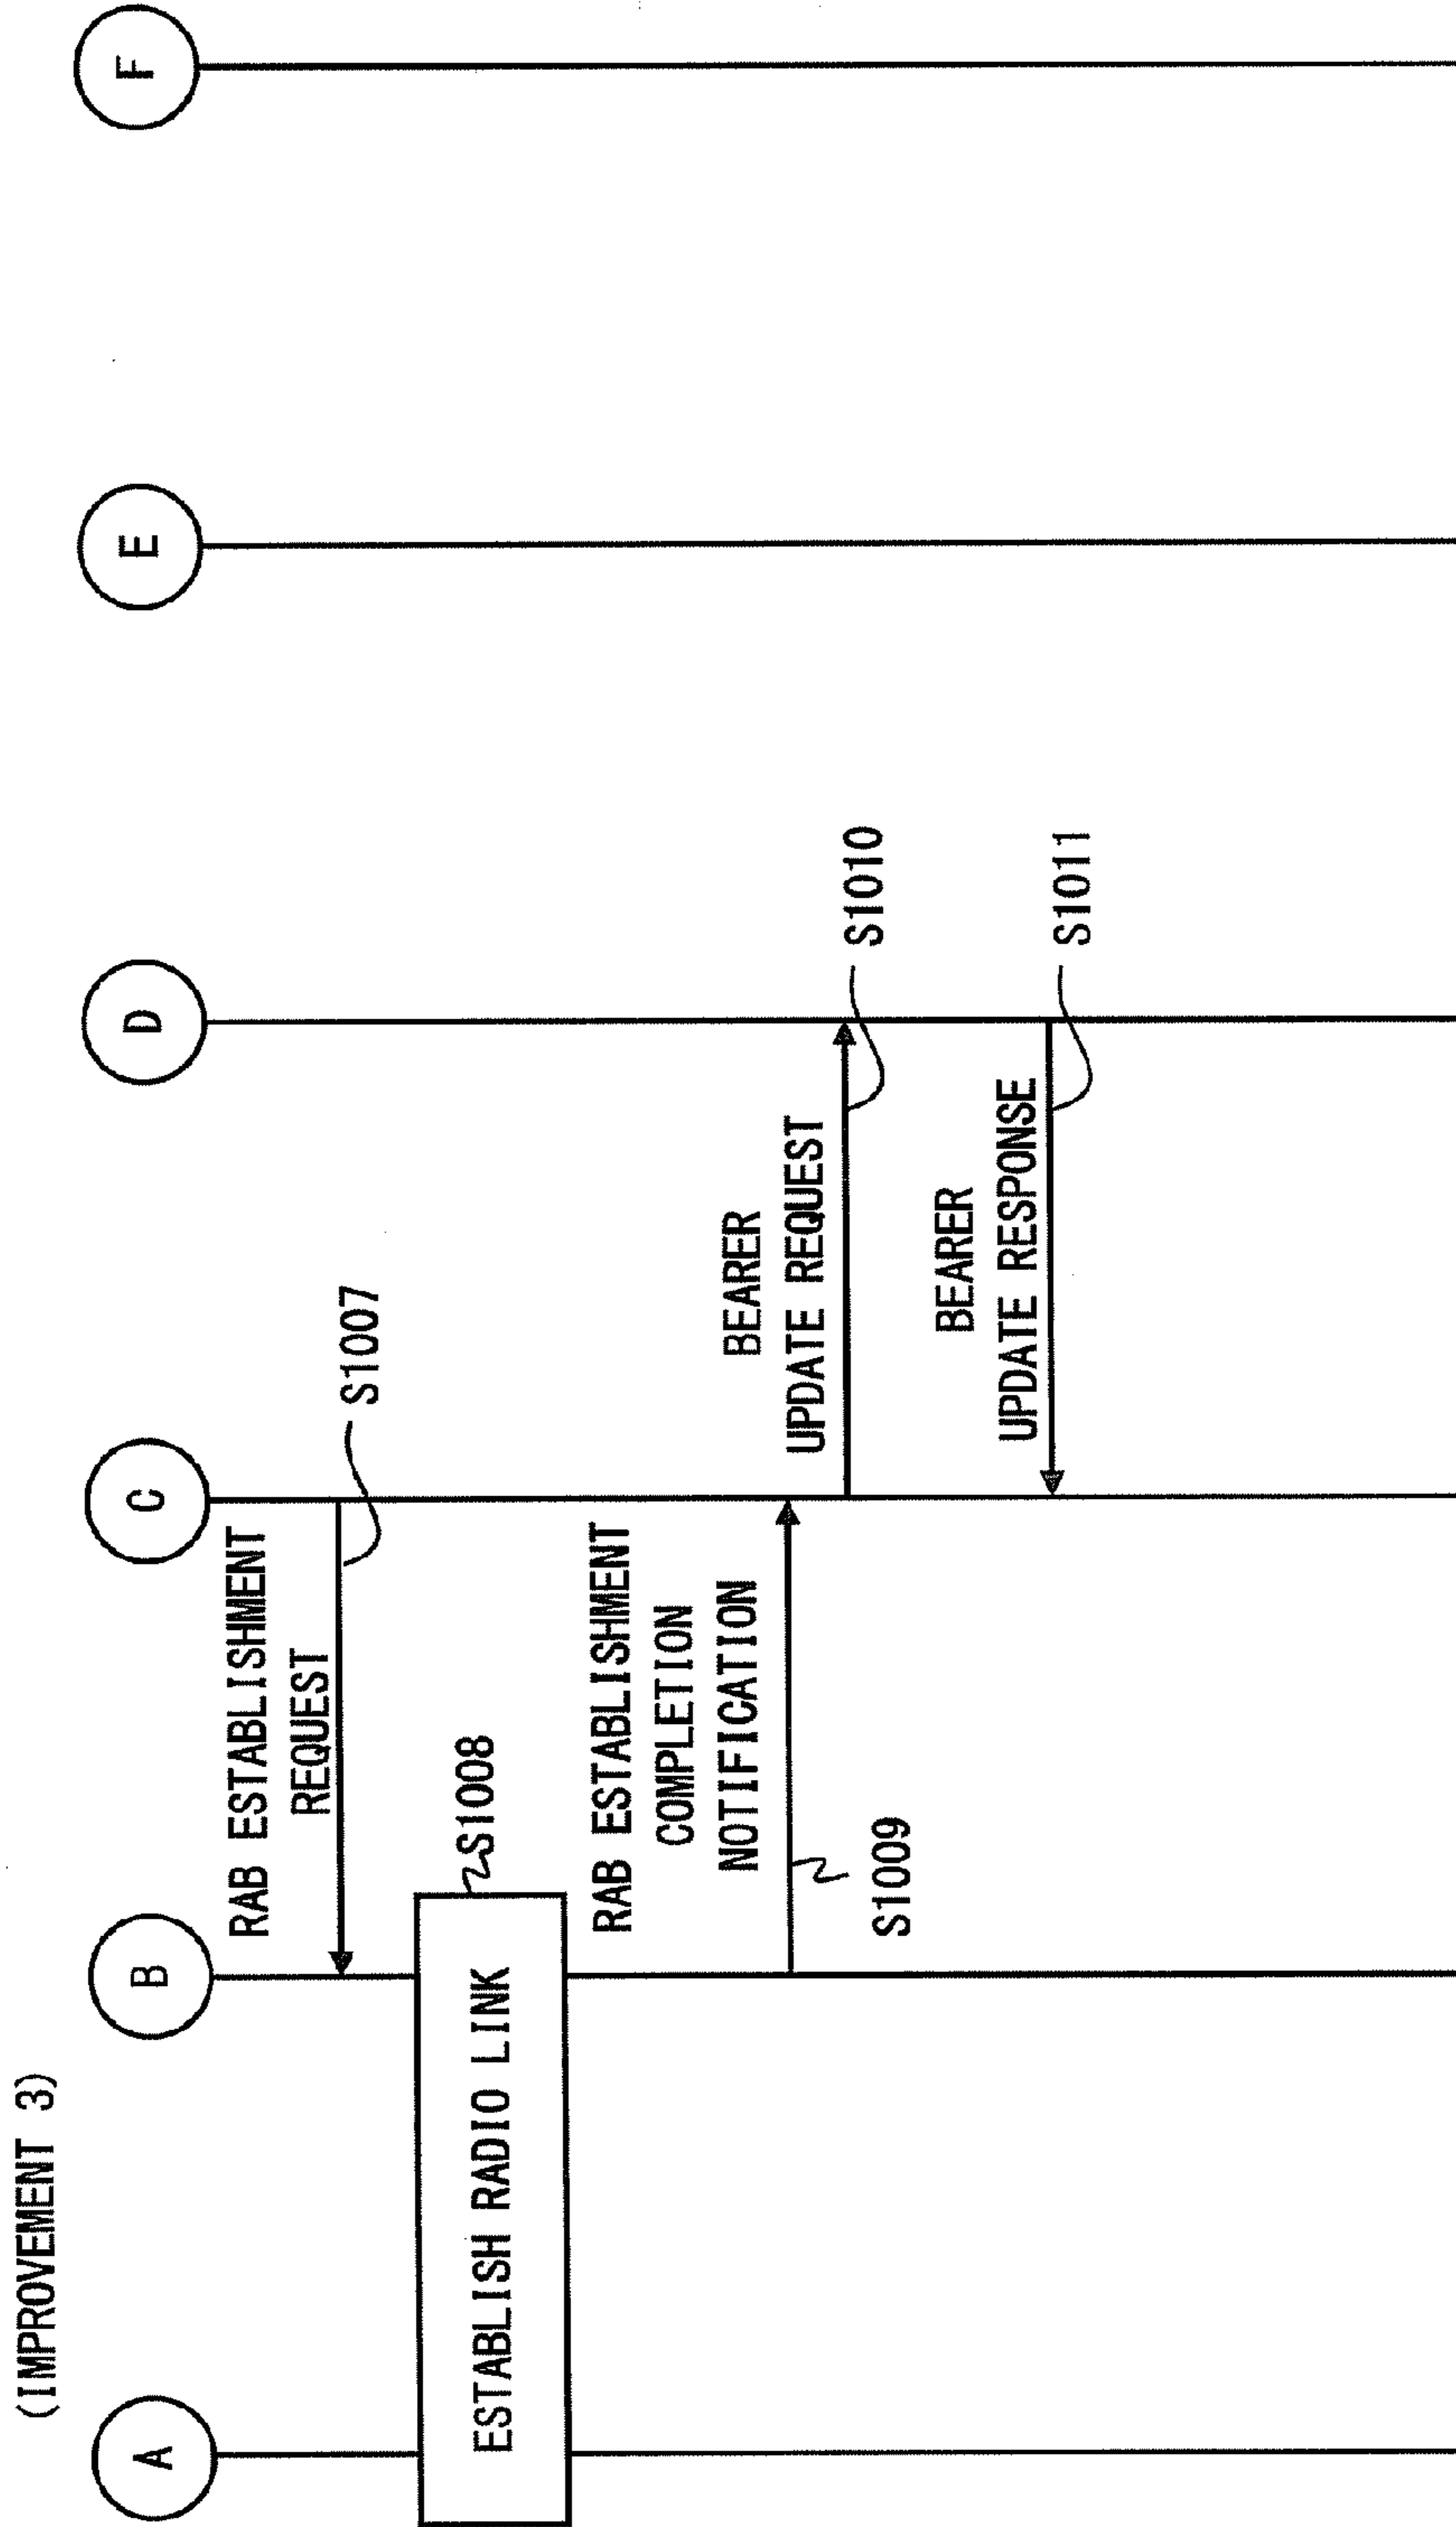 (IMPROVEMENT 3)
A
B
C
D
E
F
RAB ESTABLISHMENT
REQUEST
S1007
ESTABLISH RADIO LINK
S1008
RAB ESTABLISHMENT
COMPLETION
NOTIFICATION
S1009
BEARER
UPDATE REQUEST
S1010
BEARER
UPDATE RESPONSE
S1011